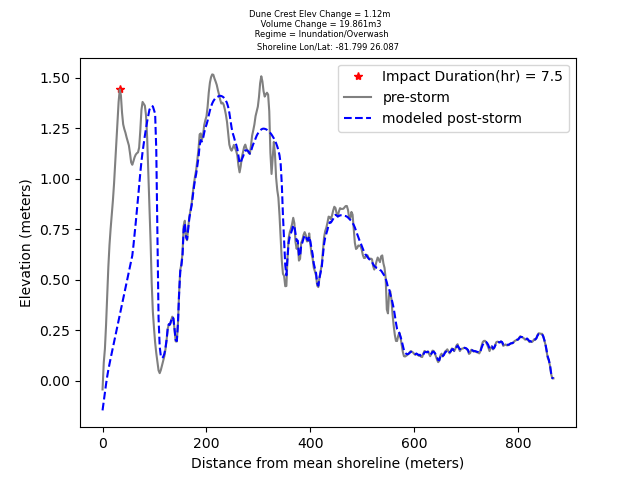 Dune Crest Elev Change = 1.12m
Volume Change = 19.861m3
Regime = Inundation/Overwash
Shoreline Lon/Lat: -81.799 26.087
Impact Duration(hr) = 7.5
pre-storm
modeled post-storm
1.50
1.25
1.00
0.75
0.50
0.25
0.00
Elevation (meters)
0 200 400 600 800
Distance from mean shoreline (meters)